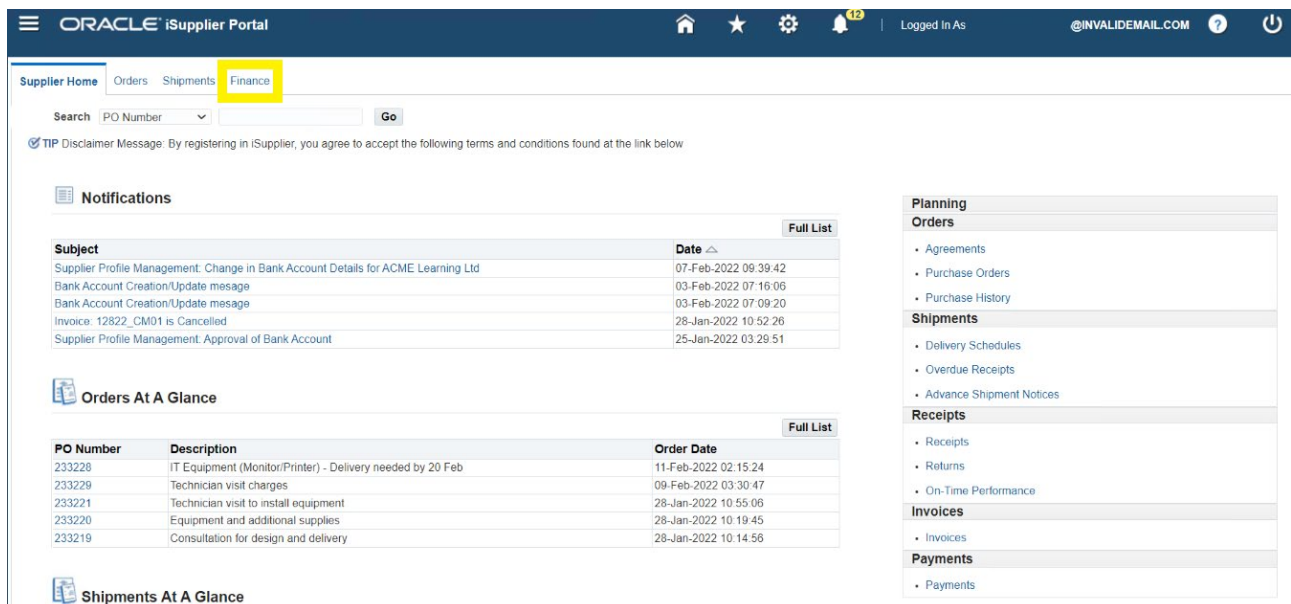 ORACLE iSupplier Portal
12
Logged In As
@INVALIDEMAIL.COM
?
Supplier Home Orders Shipments Finance
Search PO Number Go
TIP Disclaimer Message: By registering in iSupplier, you agree to accept the following terms and conditions found at the link below
Notifications
Full List
Subject Date
Supplier Profile Management: Change in Bank Account Details for ACME Learning Ltd 07-Feb-2022 09:39:42
Bank Account Creation/Update mesage 03-Feb-2022 07:16:06
Bank Account Creation/Update mesage 03-Feb-2022 07:09:20
Invoice: 12822_CM01 is Cancelled 28-Jan-2022 10:52:26
Supplier Profile Management: Approval of Bank Account 25-Jan-2022 03:29:51
Orders At A Glance
Full List
PO Number Description Order Date
233228 IT Equipment (Monitor/Printer) - Delivery needed by 20 Feb 11-Feb-2022 02:15:24
233229 Technician visit charges 09-Feb-2022 03:30:47
233221 Technician visit to install equipment 28-Jan-2022 10:55:06
233220 Equipment and additional supplies 28-Jan-2022 10:19:45
233219 Consultation for design and delivery 28-Jan-2022 10:14:56
Shipments At A Glance
Planning
Orders
Agreements
Purchase Orders
Purchase History
Shipments
Delivery Schedules
Overdue Receipts
Advance Shipment Notices
Receipts
Receipts
Returns
On-Time Performance
Invoices
Invoices
Payments
Payments